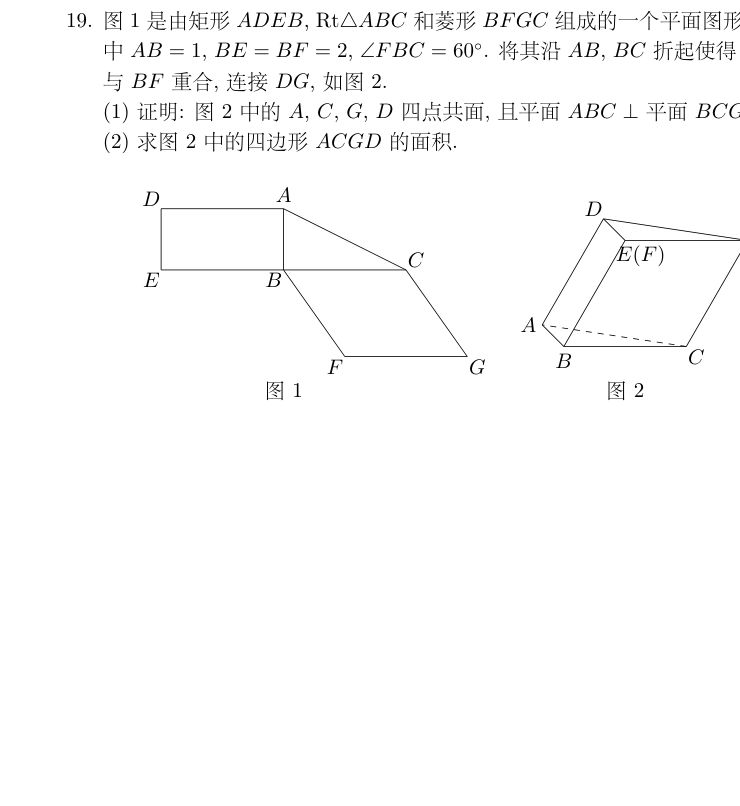 19. 图 1 是由矩形 ADEB, Rt△ABC 和菱形 BFGC 组成的一个平面图形
中 AB = 1, BE = BF = 2, ∠FBC = 60°. 将其沿 AB, BC 折起使得
与 BF 重合, 连接 DG, 如图 2.
(1) 证明: 图 2 中的 A, C, G, D 四点共面, 且平面 ABC ⊥ 平面 BCG
(2) 求图 2 中的四边形 ACGD 的面积.
D A
E B C
F G
图 1
D
E(F)
A
B C
图 2